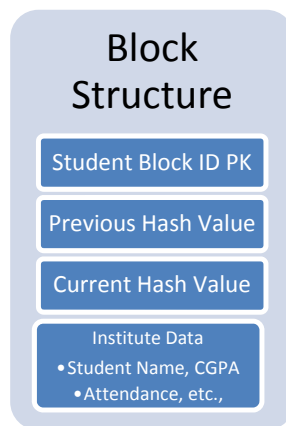 Block
Structure
Student Block ID PK
Previous Hash Value
Current Hash Value
Institute Data
•Student Name, CGPA
•Attendance, etc.,